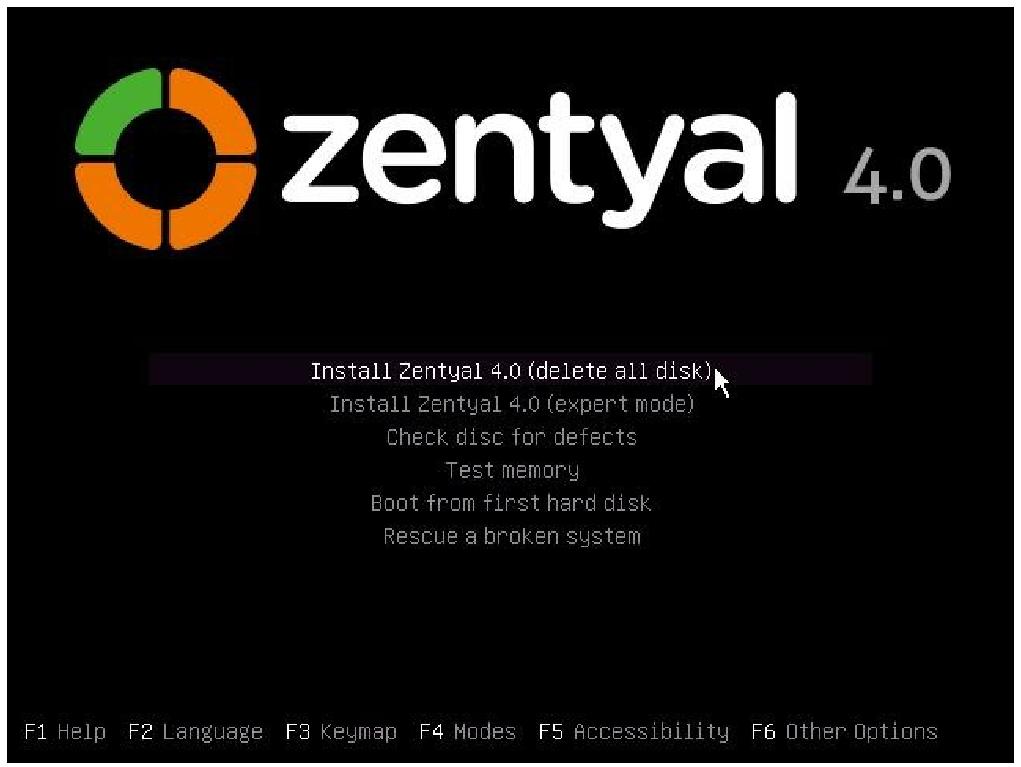 zentyal 4.0
Install Zentyal 4.0 (delete all disk)
Install Zentyal 4.0 (expert mode)
Check disc for defects
Test memory
Boot from first hard disk
Rescue a broken system
F1 Help F2 Language F3 Keymap F4 Modes F5 Accessibility F6 Other Options